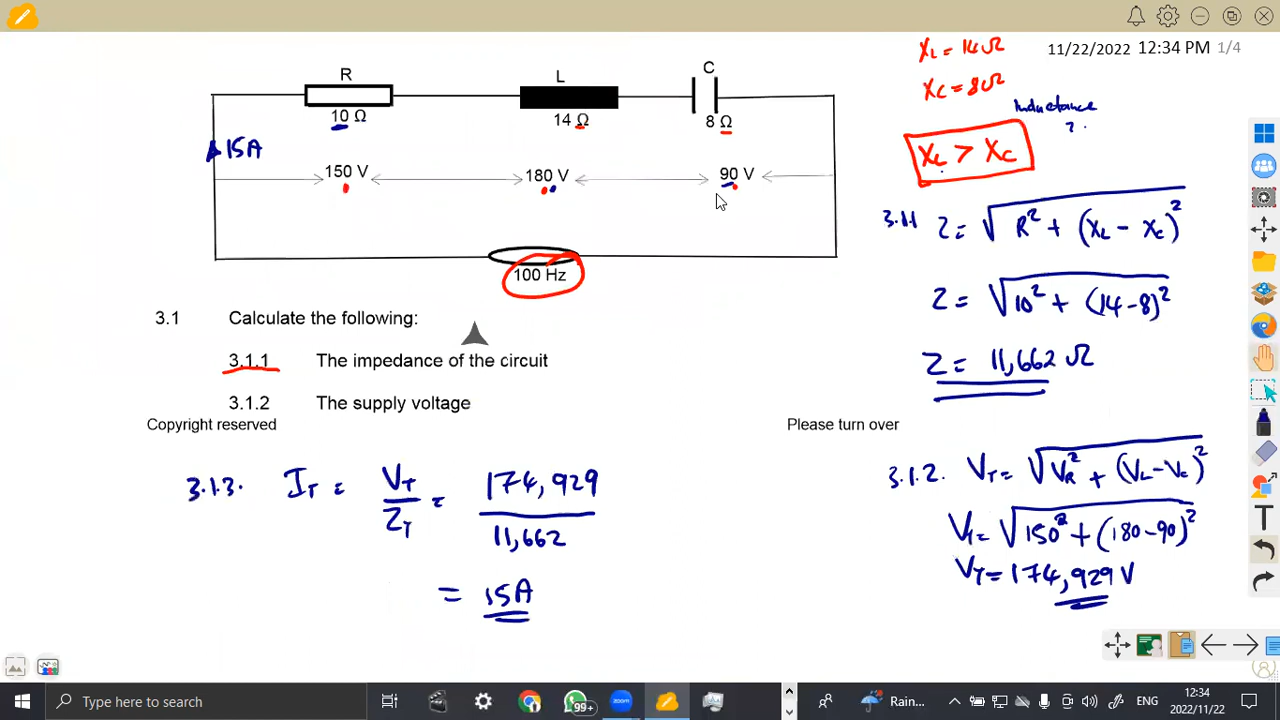 11/22/2022 12:34 PM 1/4
R
L
C
10 Ω
14 Ω
8 Ω
15A
150 V
180 V
90 V
100 Hz
3.1 Calculate the following:
3.1.1 The impedance of the circuit
3.1.2 The supply voltage
Copyright reserved
Please turn over
XL = 14Ω
XC = 8Ω
Inductance
?
XL > XC
3.1.1 Z = √R² + (XL - XC)²
Z = √10² + (14-8)²
Z = 11,662 Ω
3.1.2. VT = √VR² + (VL-VC)²
VT = √150² + (180-90)²
VT = 174,929 V
3.1.3. IT = VT/ZT = 174,929/11,662
= 15A
Type here to search
99+
Rain...
ENG
12:34
2022/11/22